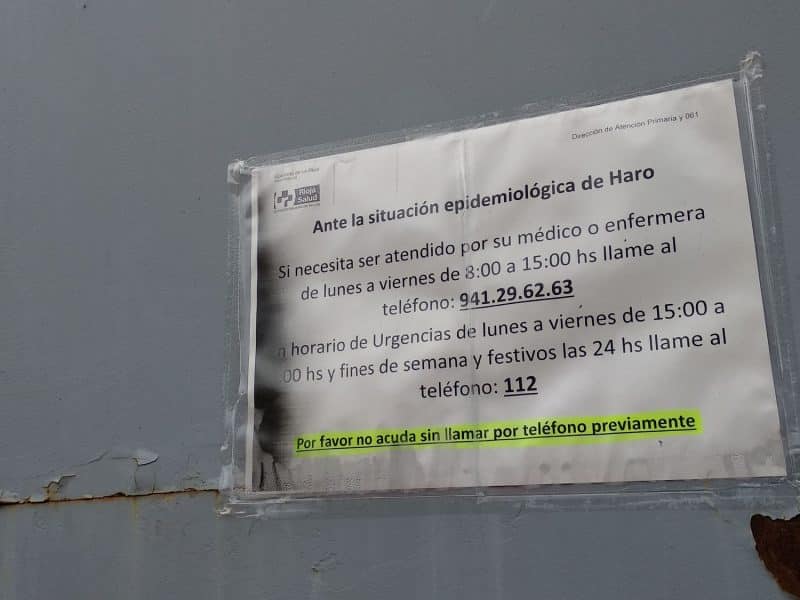 Dirección de Atención Primaria y 061
Rioja
Salud
Ante la situación epidemiológica de Haro
Si necesita ser atendido por su médico o enfermera
de lunes a viernes de 8:00 a 15:00 hs llame al
teléfono: 941.29.62.63
n horario de Urgencias de lunes a viernes de 15:00 a
00 hs y fines de semana y festivos las 24 hs llame al
teléfono: 112
Por favor no acuda sin llamar por teléfono previamente